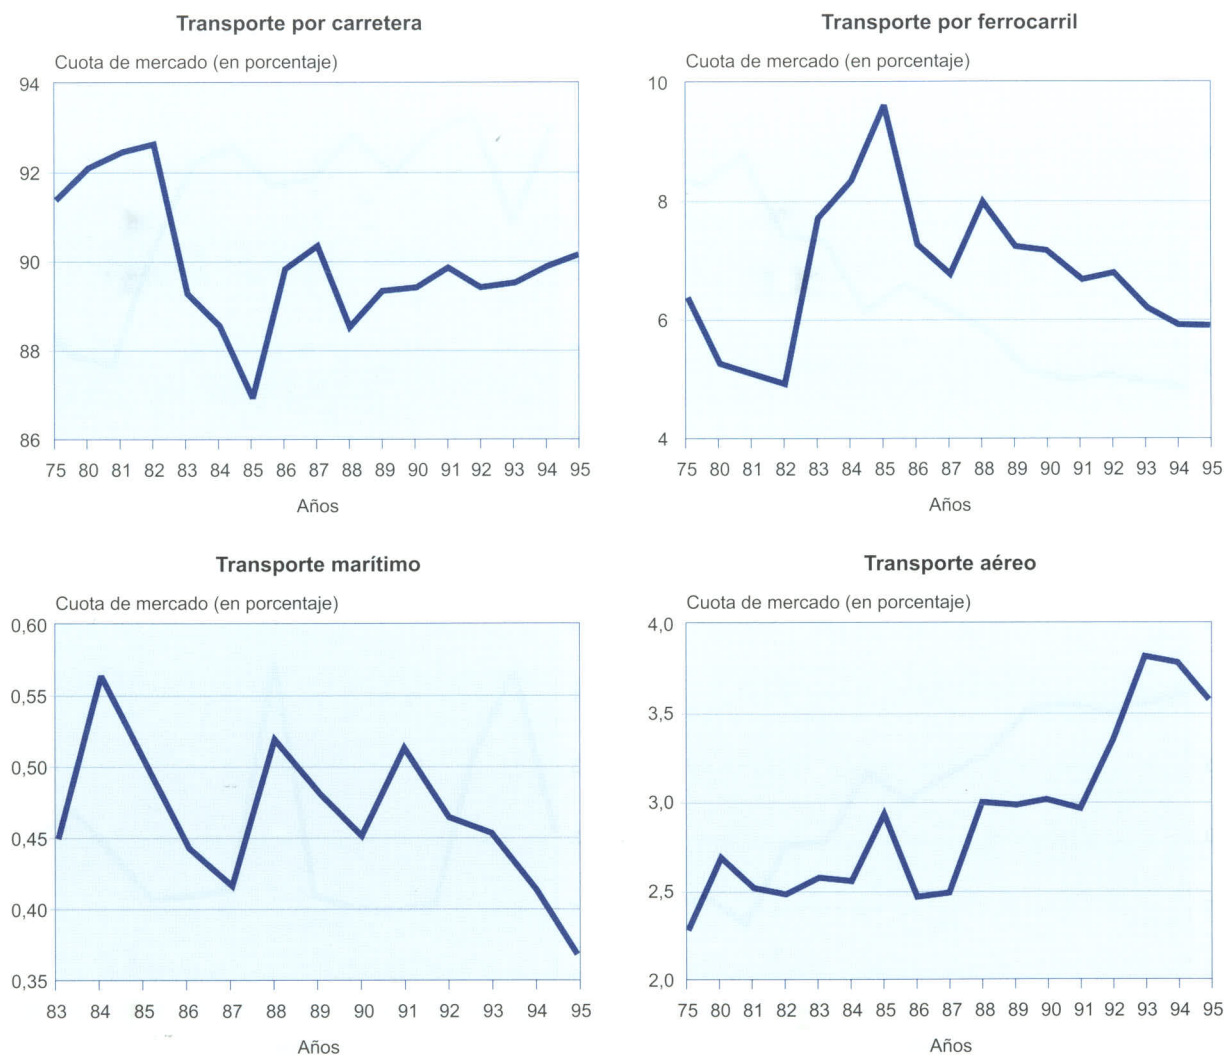 Transporte por carretera
Cuota de mercado (en porcentaje)
94
92
90
88
86
75 80 81 82 83 84 85 86 87 88 89 90 91 92 93 94 95
Años
Transporte por ferrocarril
Cuota de mercado (en porcentaje)
10
8
6
4
75 80 81 82 83 84 85 86 87 88 89 90 91 92 93 94 95
Años
Transporte marítimo
Cuota de mercado (en porcentaje)
0,60
0,55
0,50
0,45
0,40
0,35
83 84 85 86 87 88 89 90 91 92 93 94 95
Años
Transporte aéreo
Cuota de mercado (en porcentaje)
4,0
3,5
3,0
2,5
2,0
75 80 81 82 83 84 85 86 87 88 89 90 91 92 93 94 95
Años